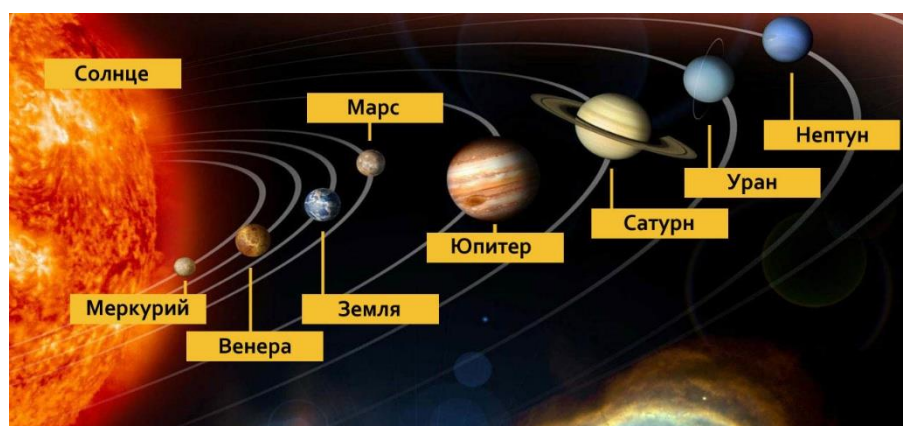 Солнце
Марс
Нептун
Уран
Сатурн
Юпитер
Меркурий
Земля
Венера